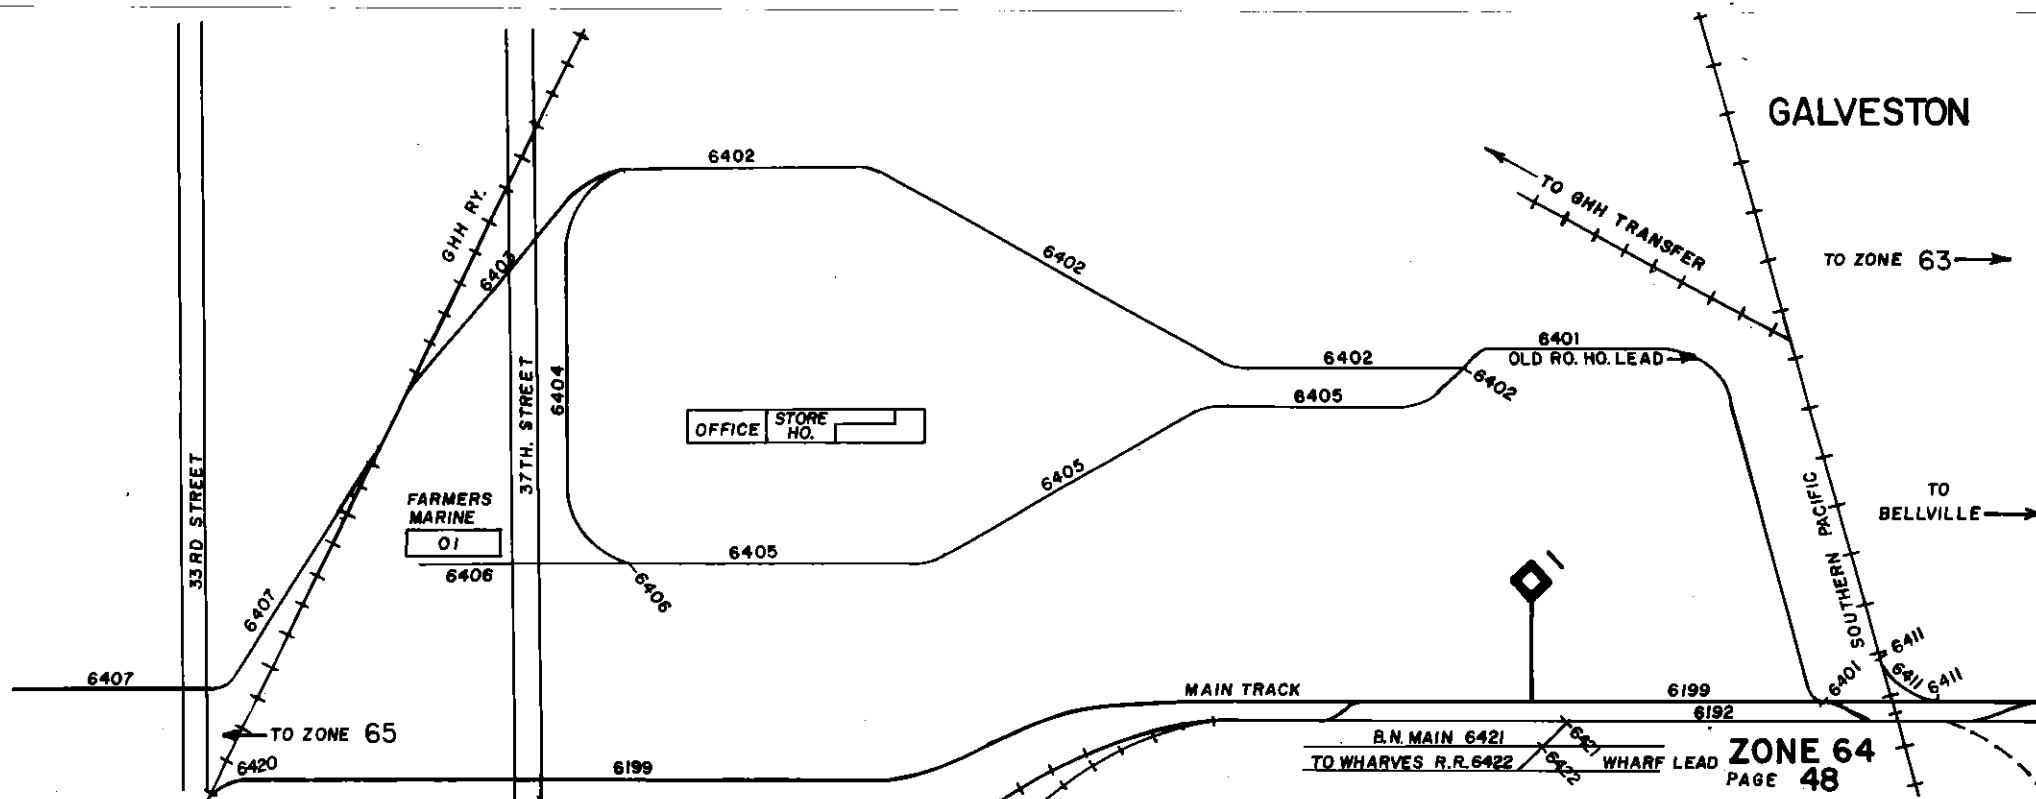 GALVESTON
6402
TO GHH TRANSFER
GHH RY.
6403
6402
TO ZONE 63
6401
OLD RO. HO. LEAD
6402
6402
6405
6404
37TH. STREET
OFFICE
STORE
HO.
33RD STREET
6405
FARMERS
MARINE
01
6406
6405
6406
SOUTHERN PACIFIC
TO
BELLVILLE
1
6407
6407
6411
6411
6411
6401
MAIN TRACK
6199
6192
TO ZONE 65
6420
6199
B.N. MAIN 6421
6421
TO WHARVES R.R. 6422
6422
WHARF LEAD
ZONE 64
PAGE 48